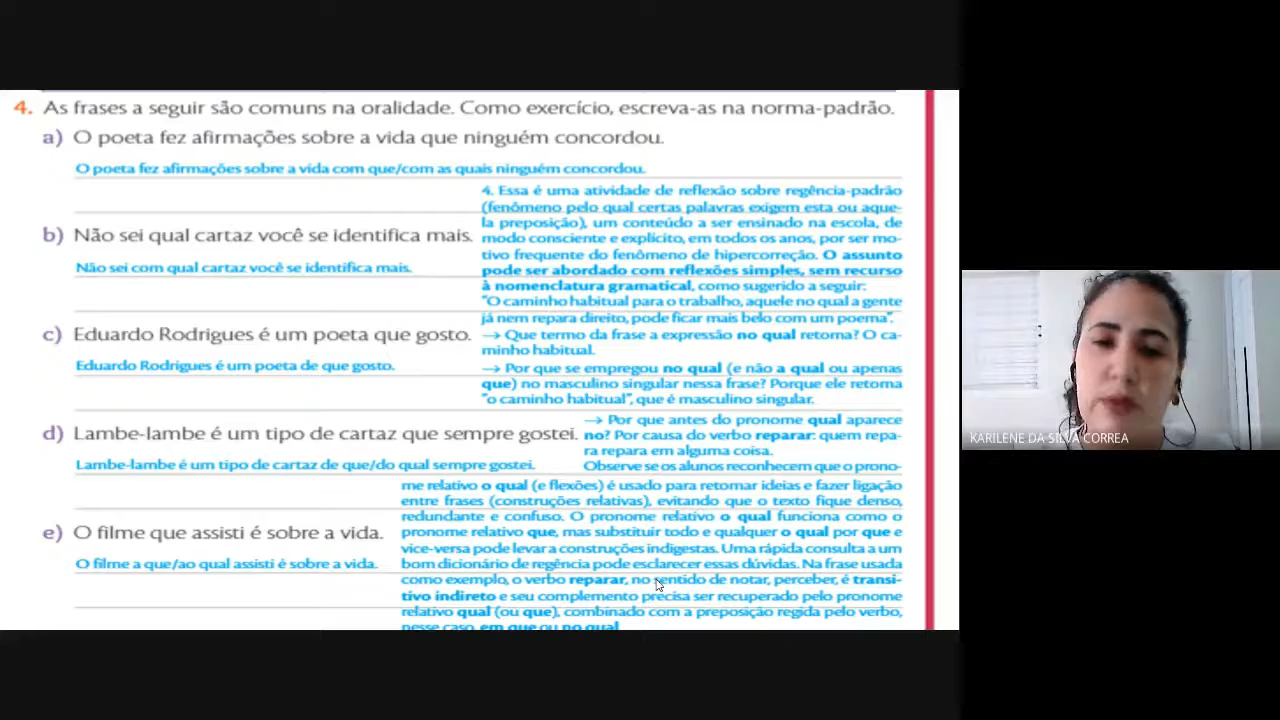 4. As frases a seguir são comuns na oralidade. Como exercício, escreva-as na norma-padrão.
a) O poeta fez afirmações sobre a vida que ninguém concordou.
O poeta fez afirmações sobre a vida com que/com as quais ninguém concordou.
b) Não sei qual cartaz você se identifica mais.
Não sei com qual cartaz você se identifica mais.
c) Eduardo Rodrigues é um poeta que gosto.
Eduardo Rodrigues é um poeta de que gosto.
d) Lambe-lambe é um tipo de cartaz que sempre gostei.
Lambe-lambe é um tipo de cartaz de que/do qual sempre gostei.
e) O filme que assisti é sobre a vida.
O filme a que/ao qual assisti é sobre a vida.
4. Essa é uma atividade de reflexão sobre regência-padrão
(fenômeno pelo qual certas palavras exigem esta ou aque-
la preposição), um conteúdo a ser ensinado na escola, de
modo consciente e explícito, em todos os anos, por ser mo-
tivo frequente do fenômeno de hipercorreção. O assunto
pode ser abordado com reflexões simples, sem recurso
à nomenclatura gramatical, como sugerido a seguir:
"O caminho habitual para o trabalho, aquele no qual a gente
já nem repara direito, pode ficar mais belo com um poema".
→ Que termo da frase a expressão no qual retoma? O ca-
minho habitual.
→ Por que se empregou no qual (e não a qual ou apenas
que) no masculino singular nessa frase? Porque ele retoma
"o caminho habitual", que é masculino singular.
→ Por que antes do pronome qual aparece
no? Por causa do verbo reparar: quem repa-
ra repara em alguma coisa.
Observe se os alunos reconhecem que o prono-
me relativo o qual (e flexões) é usado para retomar ideias e fazer ligação
entre frases (construções relativas), evitando que o texto fique denso,
redundante e confuso. O pronome relativo o qual funciona como o
pronome relativo que, mas substituir todo e qualquer o qual por que e
vice-versa pode levar a construções indigestas. Uma rápida consulta a um
bom dicionário de regência pode esclarecer essas dúvidas. Na frase usada
como exemplo, o verbo reparar, no sentido de notar, perceber, é transi-
tivo indireto e seu complemento precisa ser recuperado pelo pronome
relativo qual (ou que), combinado com a preposição regida pelo verbo,
nesse caso, em que ou no qual
KARILENE DA SILVA CORREA